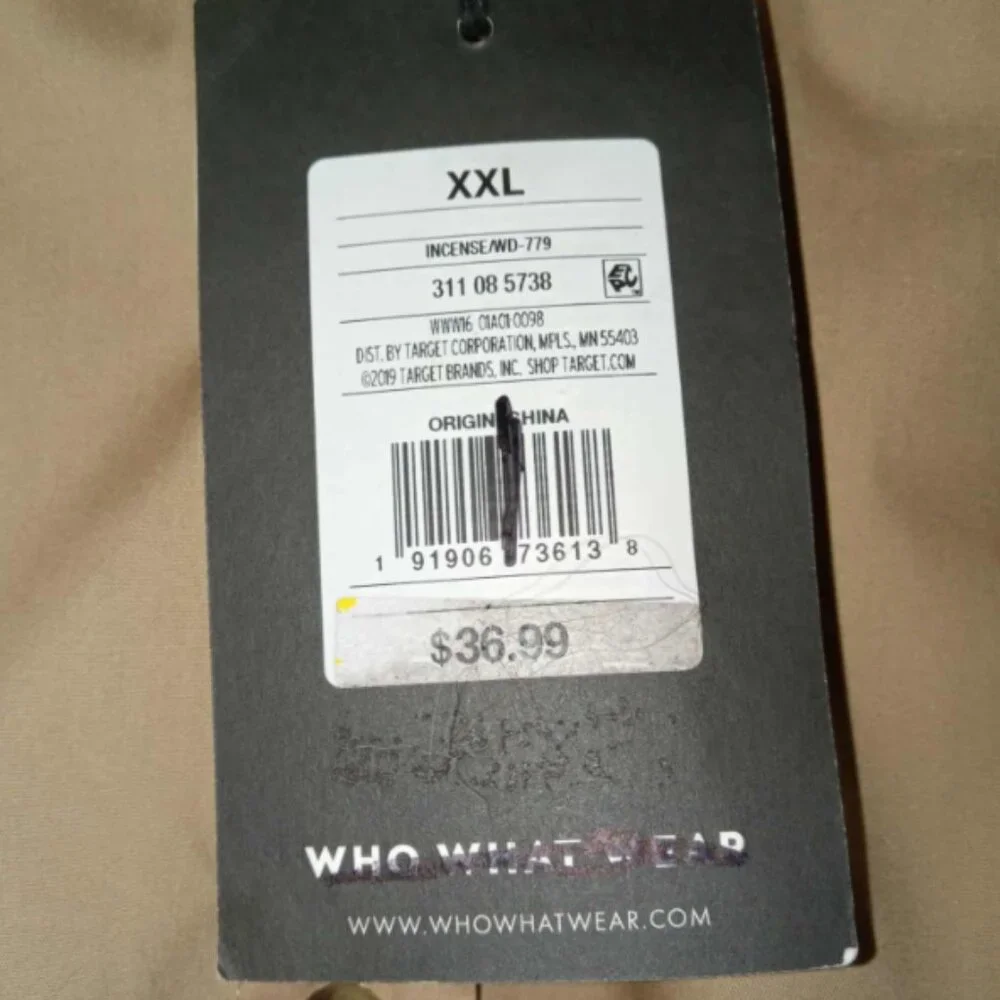 XXL
INCENSE/WD-779
311 08 5738
WWW16 01A01 0098
DIST. BY TARGET CORPORATION, MPLS., MN 55403
©2019 TARGET BRANDS, INC. SHOP TARGET.COM
ORIGIN CHINA
1 91906 73613 8
$36.99
WHO WHAT WEAR
WWW.WHOWHATWEAR.COM